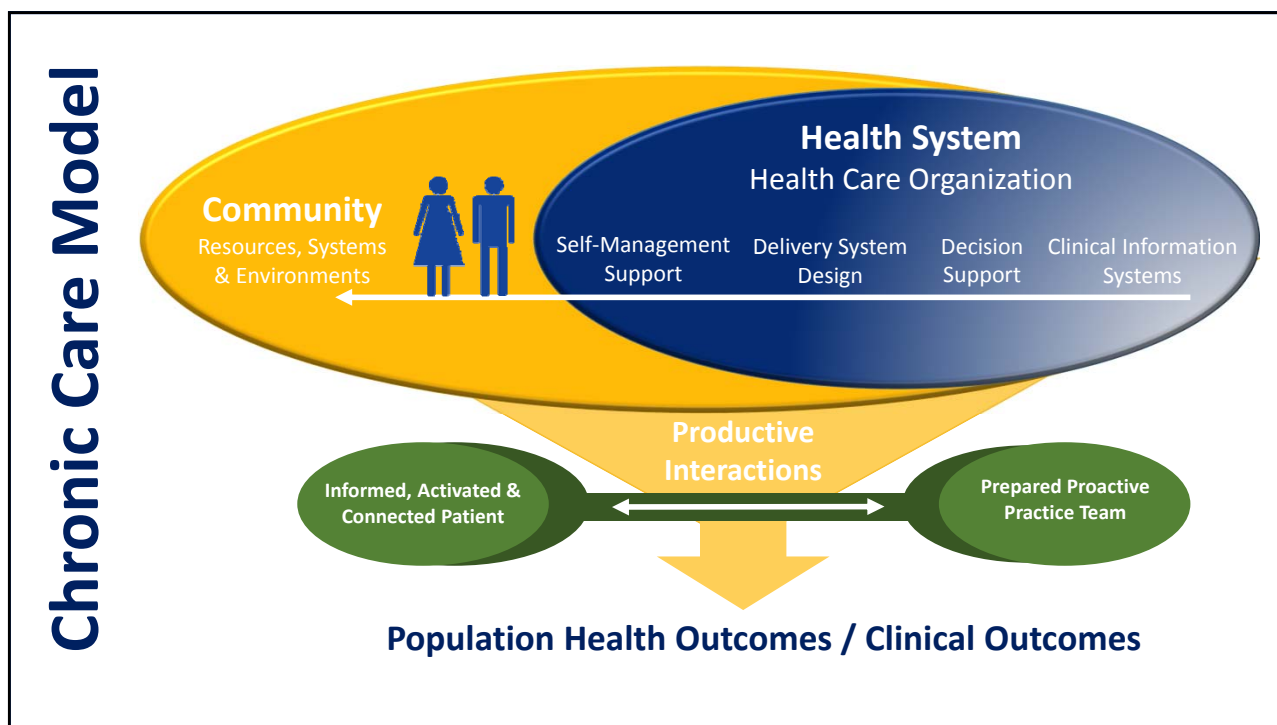 Chronic Care Model
Health System
Health Care Organization
Community
Resources, Systems
& Environments
Self-Management
Support
Delivery System
Design
Decision
Support
Clinical Information
Systems
Productive
Interactions
Informed, Activated &
Connected Patient
Prepared Proactive
Practice Team
Population Health Outcomes / Clinical Outcomes